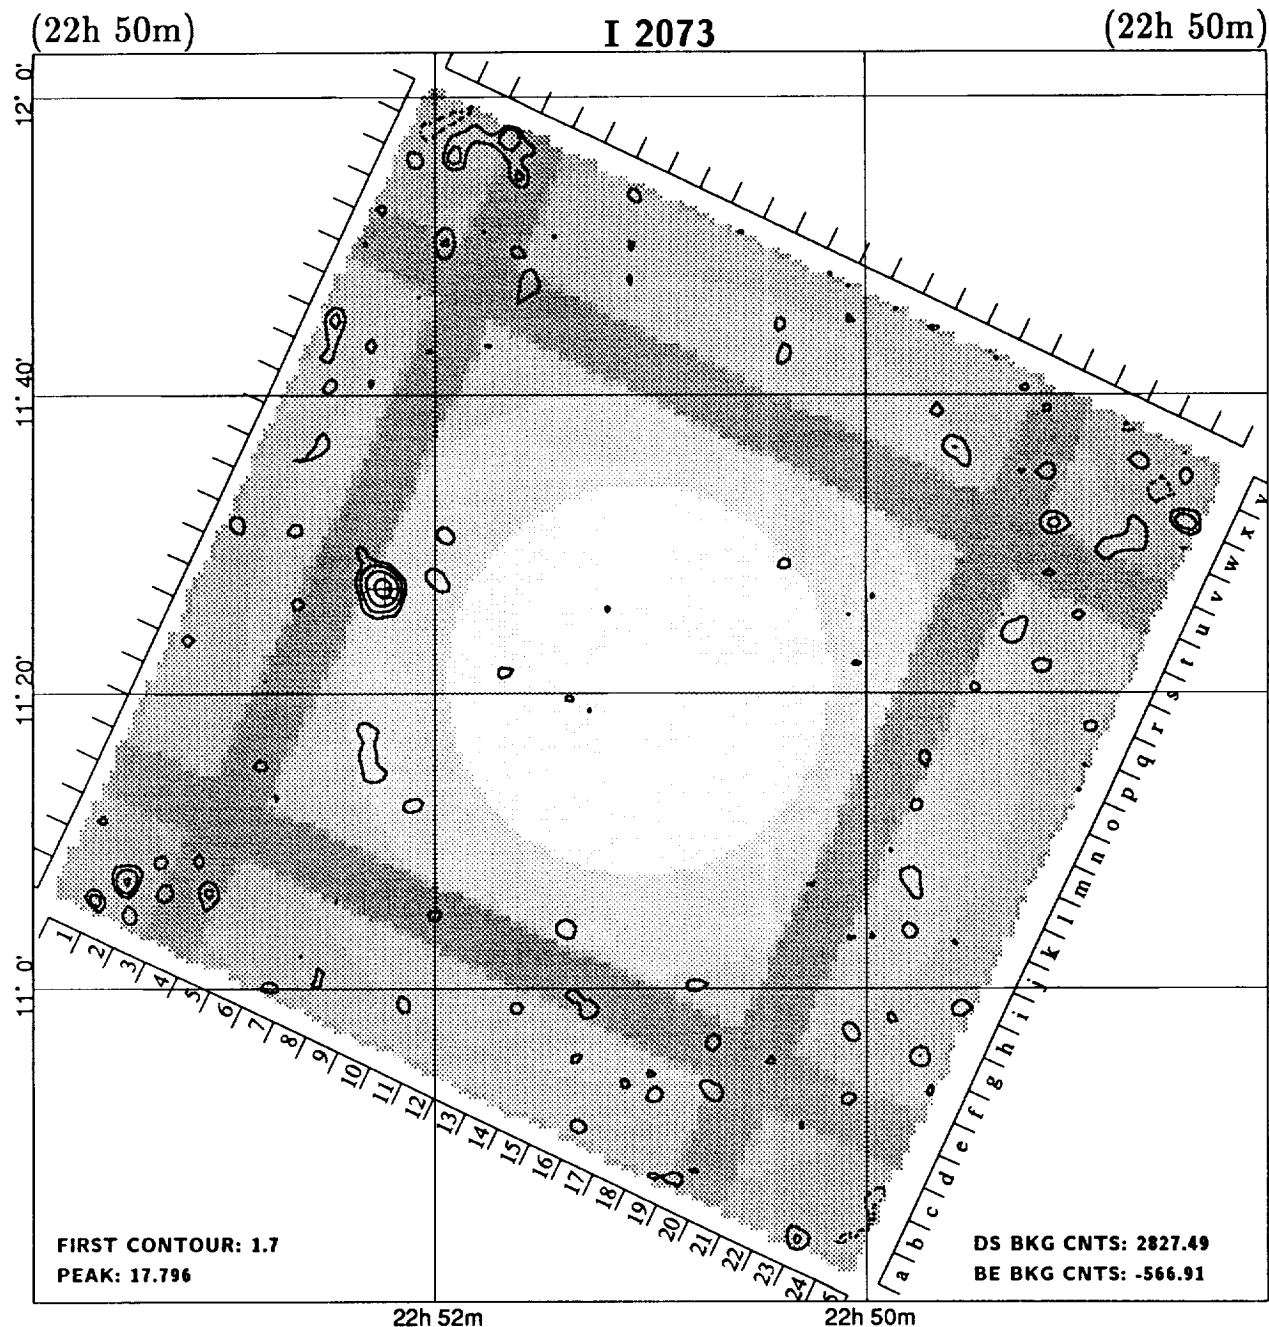 (22h 50m) I 2073 (22h 50m)
12° 0'
11° 40'
11° 20'
11° 0'
1 2 3 4 5 6 7 8 9 10 11 12 13 14 15 16 17 18 19 20 21 22 23 24
a b c d e f g h i j k l m n o p q r s t u v w x y
FIRST CONTOUR: 1.7
PEAK: 17.796
DS BKG CNTS: 2827.49
BE BKG CNTS: -566.91
22h 52m 22h 50m